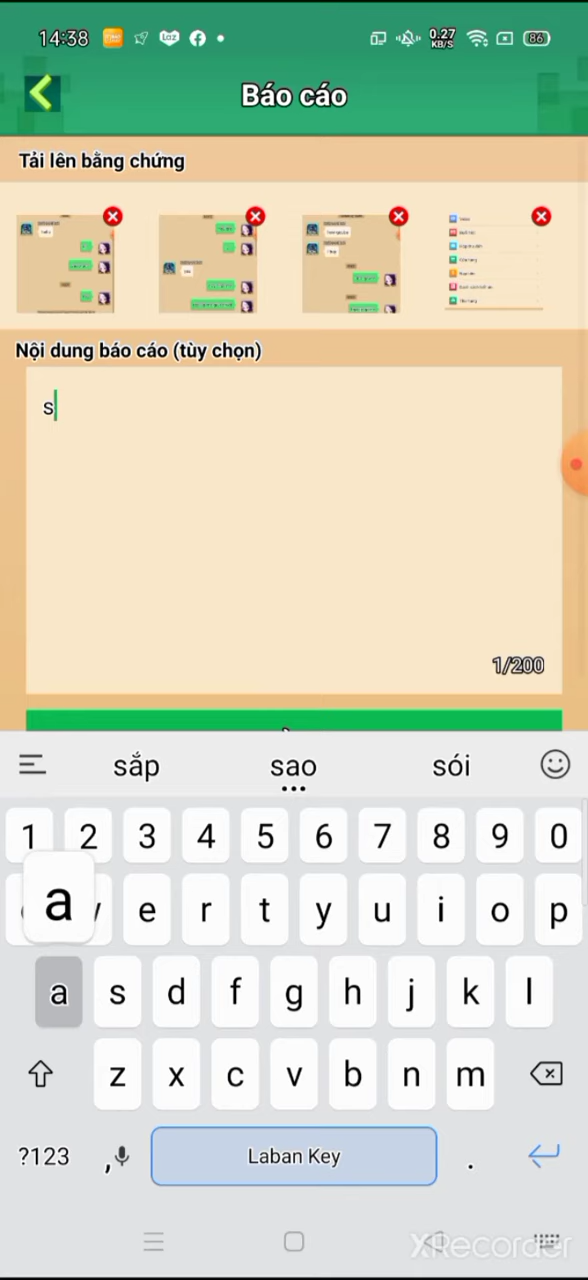 14:38
0.27
KB/S
86
Báo cáo
Tải lên bằng chứng
Nội dung báo cáo (tùy chọn)
s
1/200
sắp sao sói
1 2 3 4 5 6 7 8 9 0
a e r t y u i o p
a s d f g h j k l
z x c v b n m
?123 , Laban Key .
XRecorder